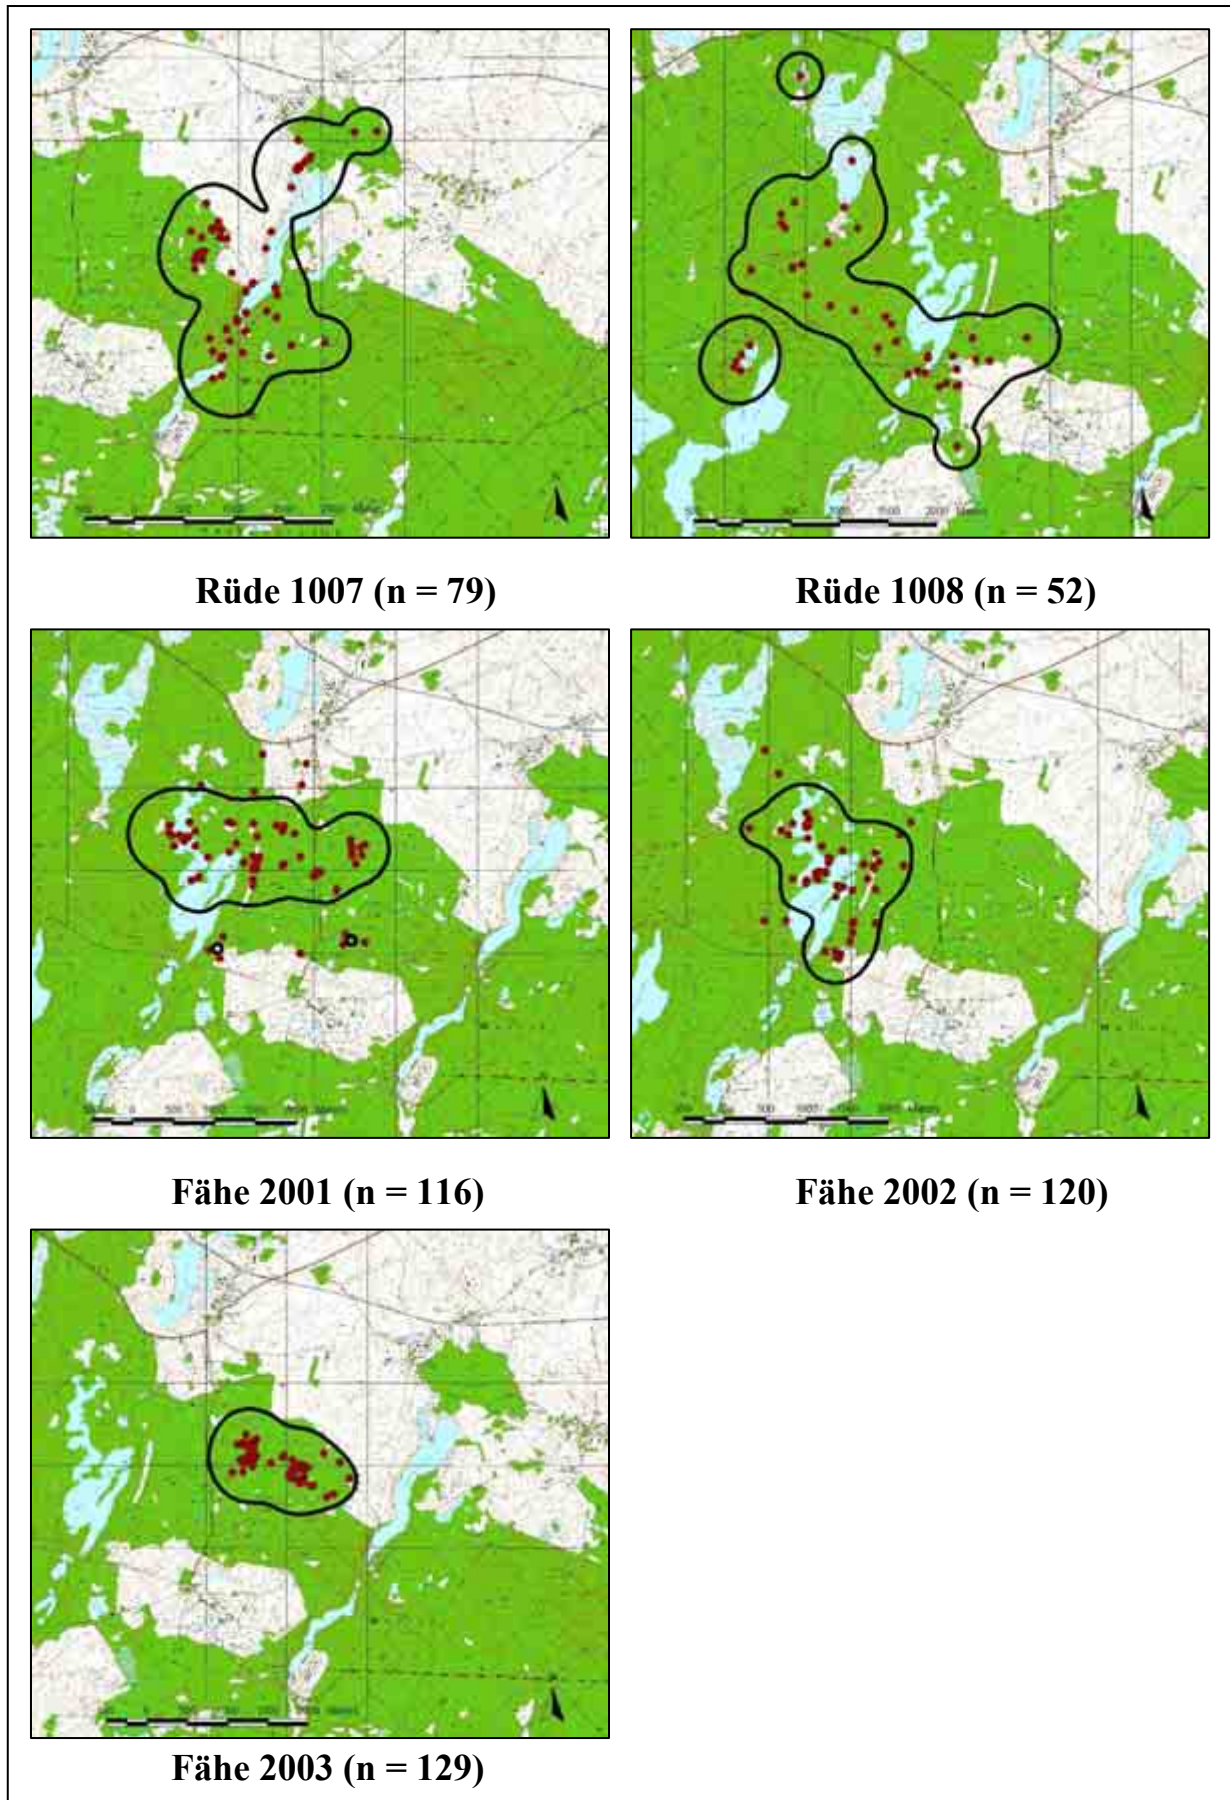 Rüde 1007 (n = 79)
Rüde 1008 (n = 52)
Fähe 2001 (n = 116)
Fähe 2002 (n = 120)
Fähe 2003 (n = 129)